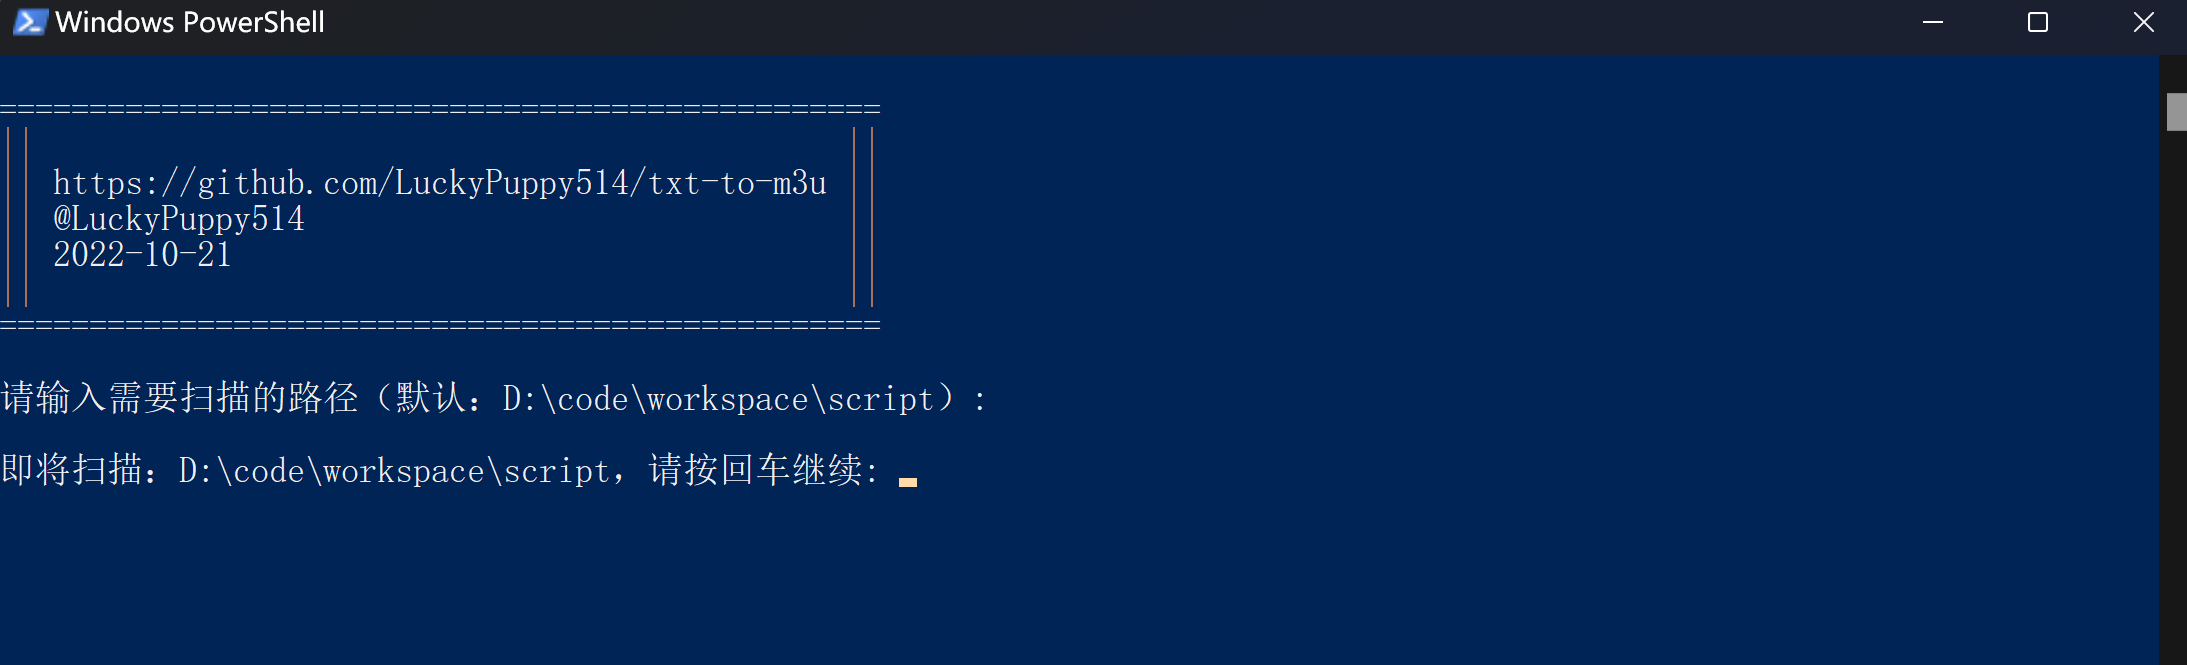 Windows PowerShell
=================================================
||                                             ||
|| https://github.com/LuckyPuppy514/txt-to-m3u ||
|| @LuckyPuppy514                              ||
|| 2022-10-21                                  ||
||                                             ||
=================================================
请输入需要扫描的路径（默认：D:\code\workspace\script）:
即将扫描：D:\code\workspace\script，请按回车继续: